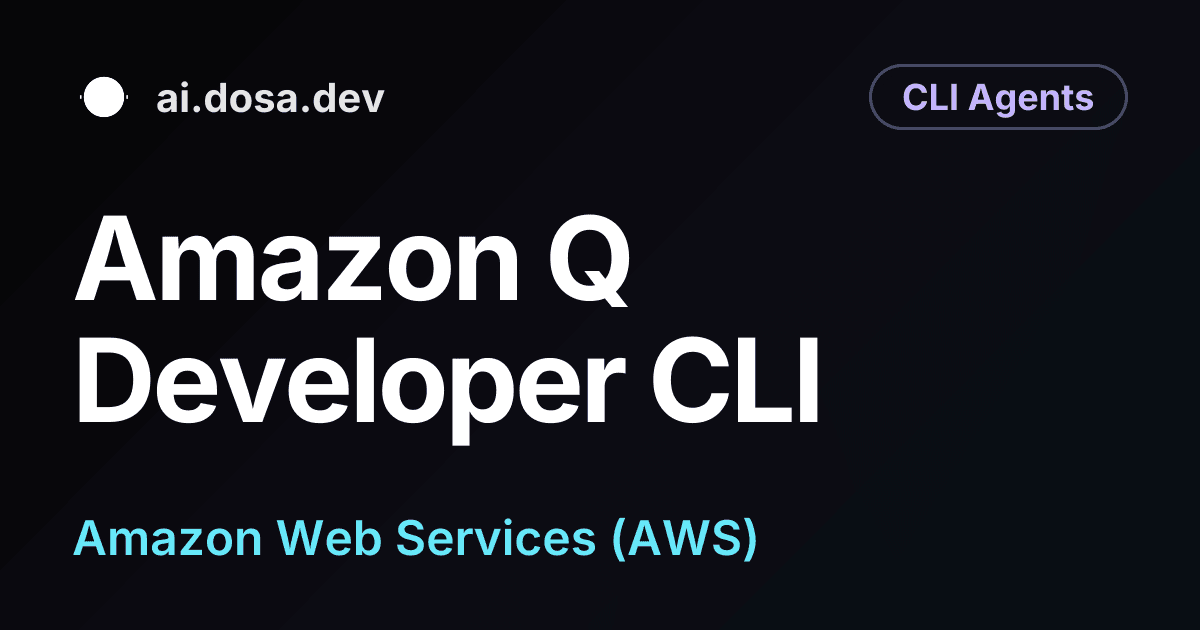 ai.dosa.dev
CLI Agents
Amazon Q
Developer CLI
Amazon Web Services (AWS)